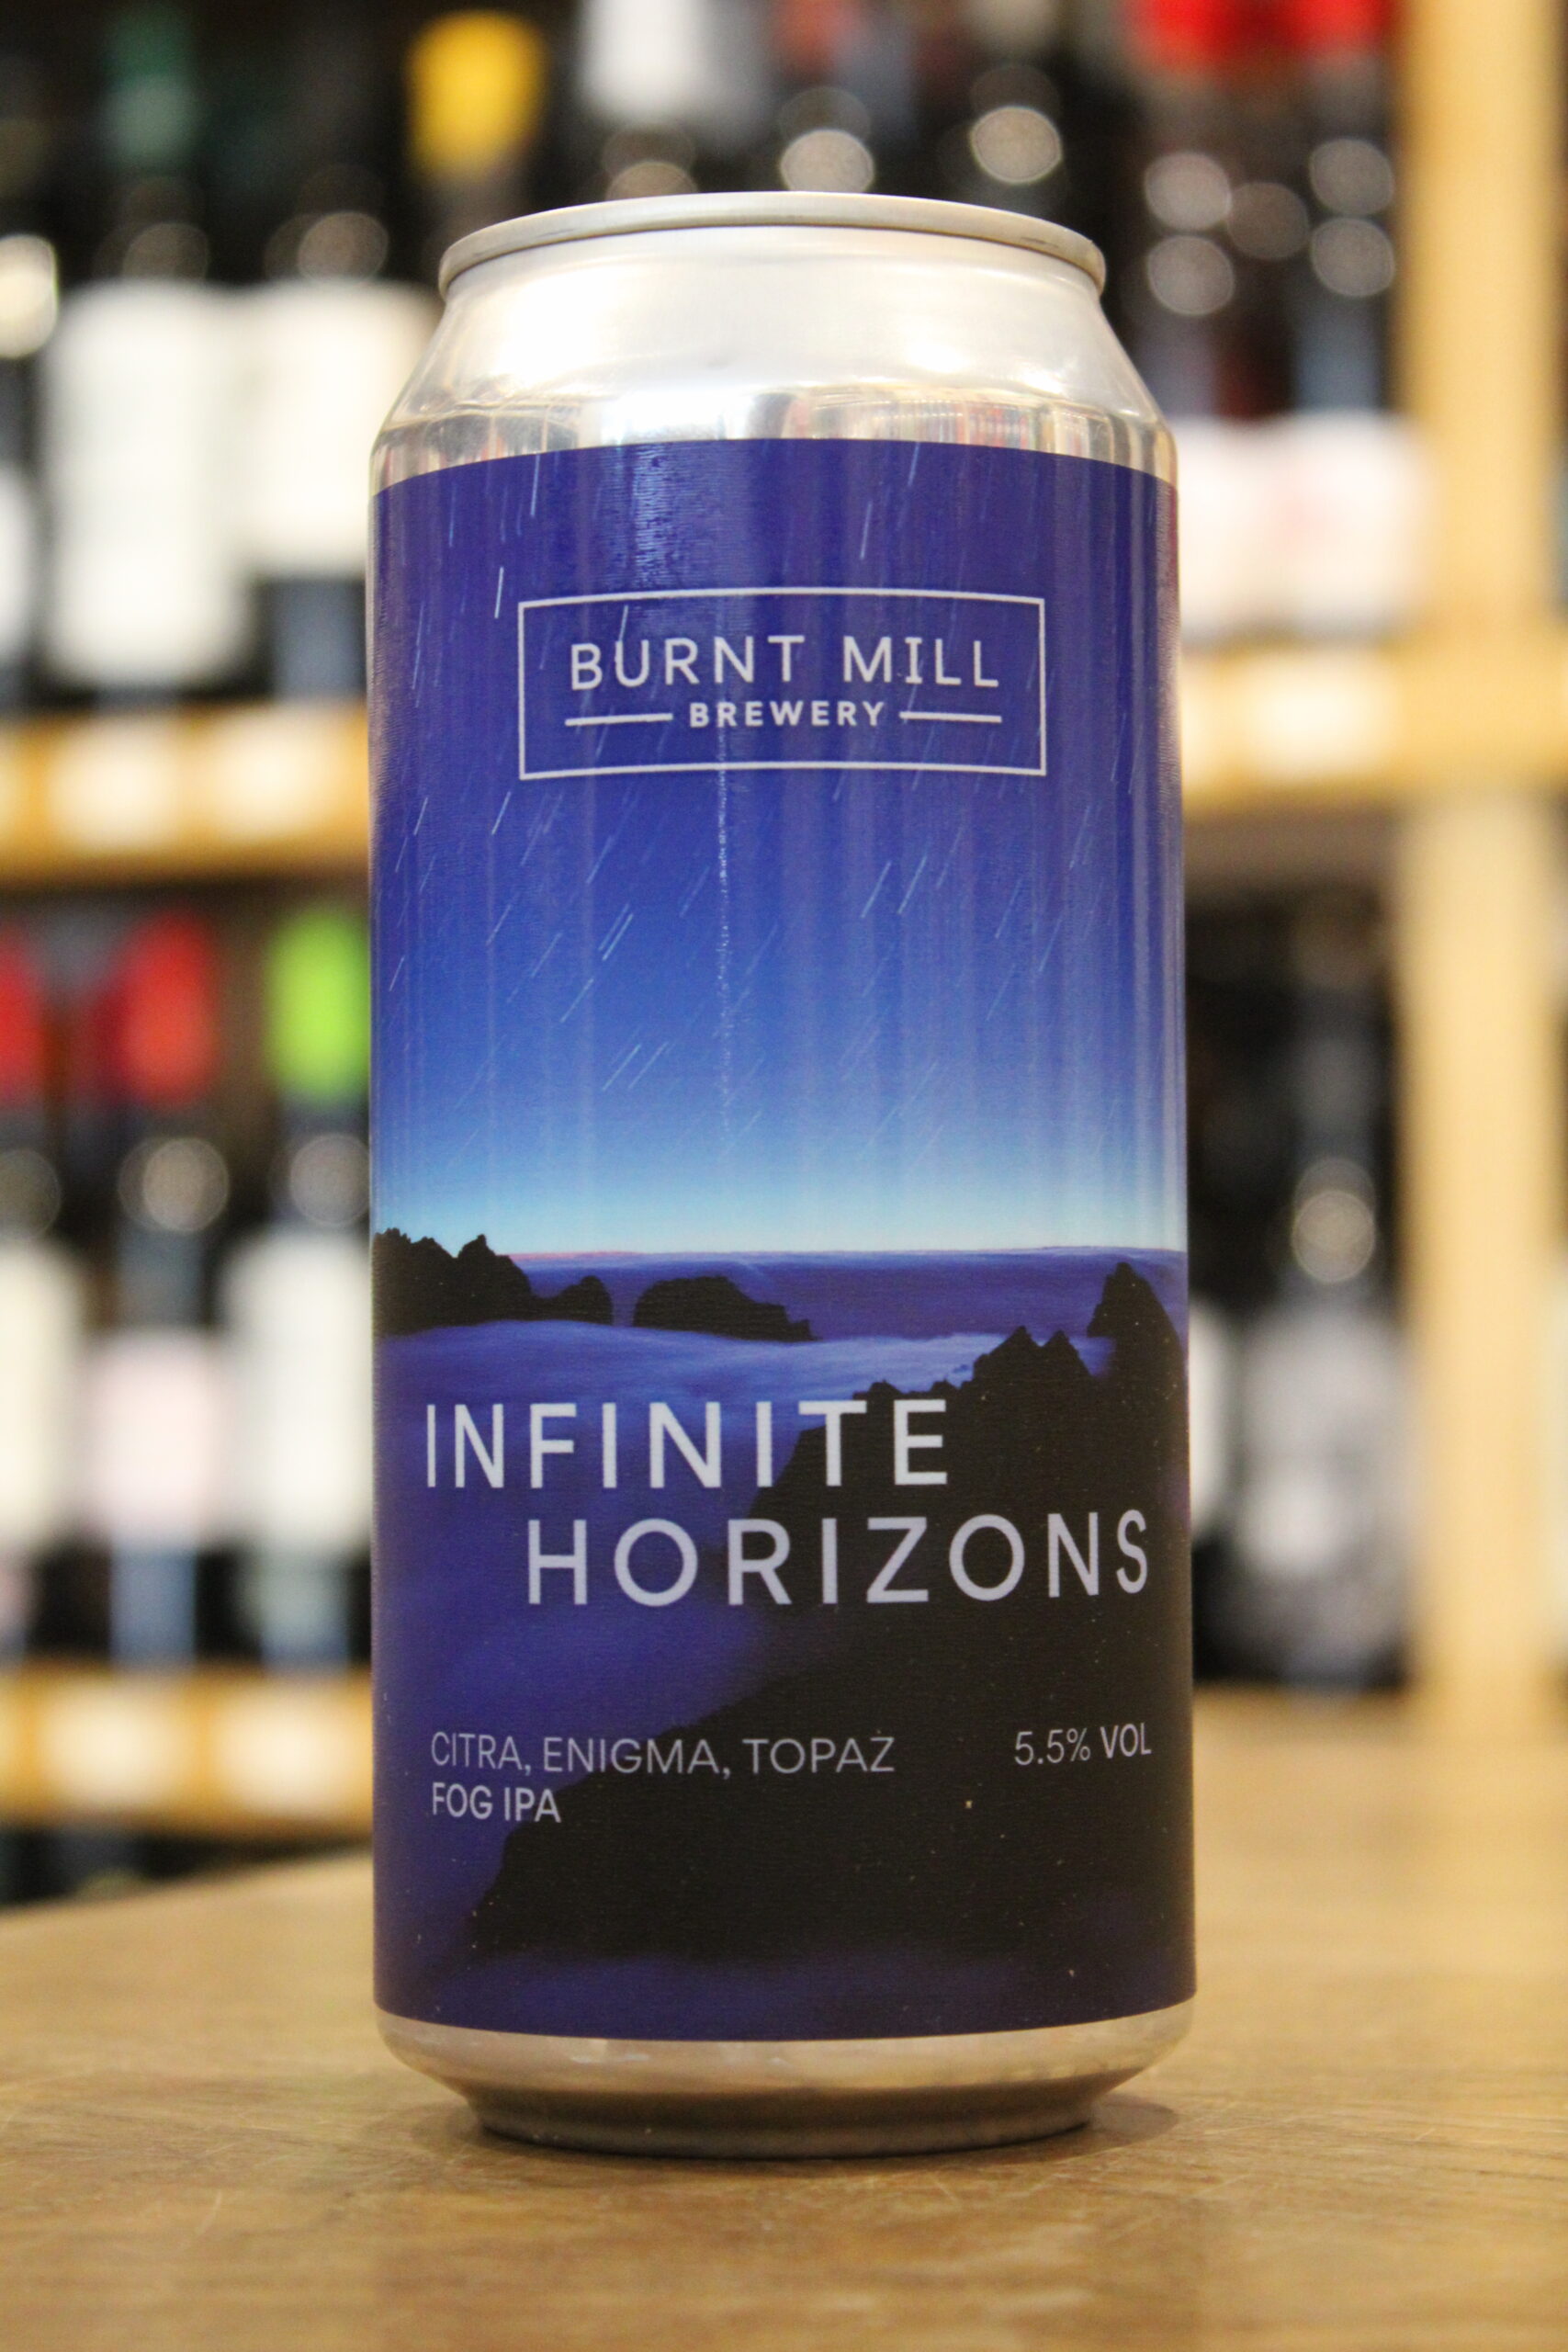 BURNT MILL
BREWERY
INFINITE
HORIZONS
CITRA, ENIGMA, TOPAZ
5.5% VOL
FOG IPA